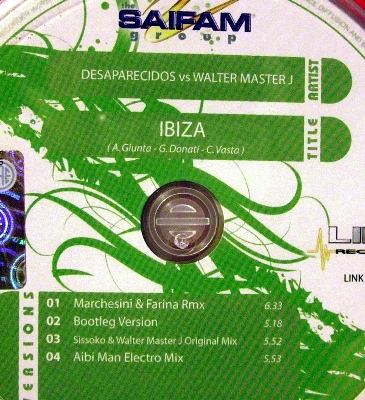 the
SAIFAM
group
DESAPARECIDOS vs WALTER MASTER J
ARTIST
IBIZA
( A.Giunta - G.Donati - C.Vasta )
TITLE
LINK
VERSIONS
01 Marchesini & Farina Rmx 6.33
02 Bootleg Version 5.18
03 Sissoko & Walter Master J Original Mix 5.52
04 Aibi Man Electro Mix 5.53